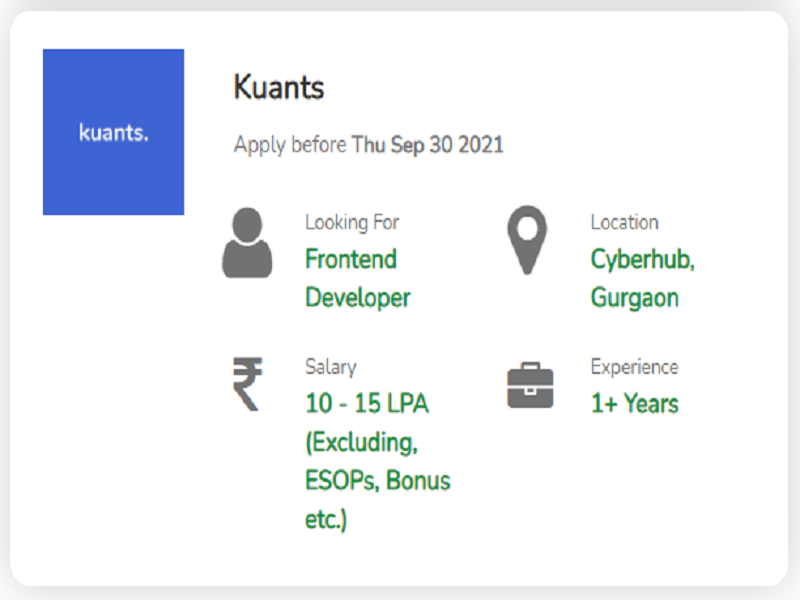 kuants.
Kuants
Apply before Thu Sep 30 2021
Looking For
Frontend
Developer
Location
Cyberhub,
Gurgaon
₹
Salary
10 - 15 LPA
(Excluding,
ESOPs, Bonus
etc.)
Experience
1+ Years